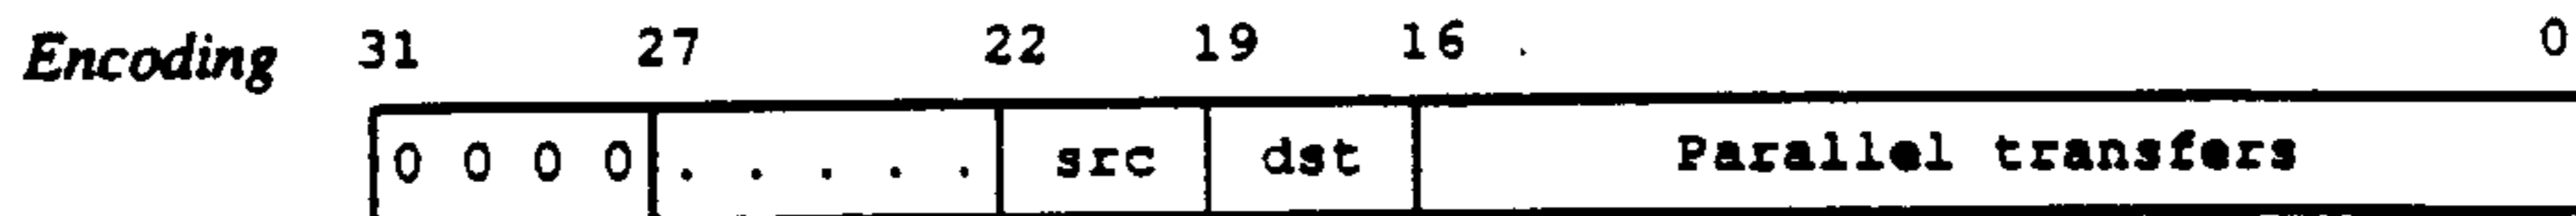 Encoding 31 27 22 19 16 0
0 0 0 0 . . . . . src dst Parallel transfers